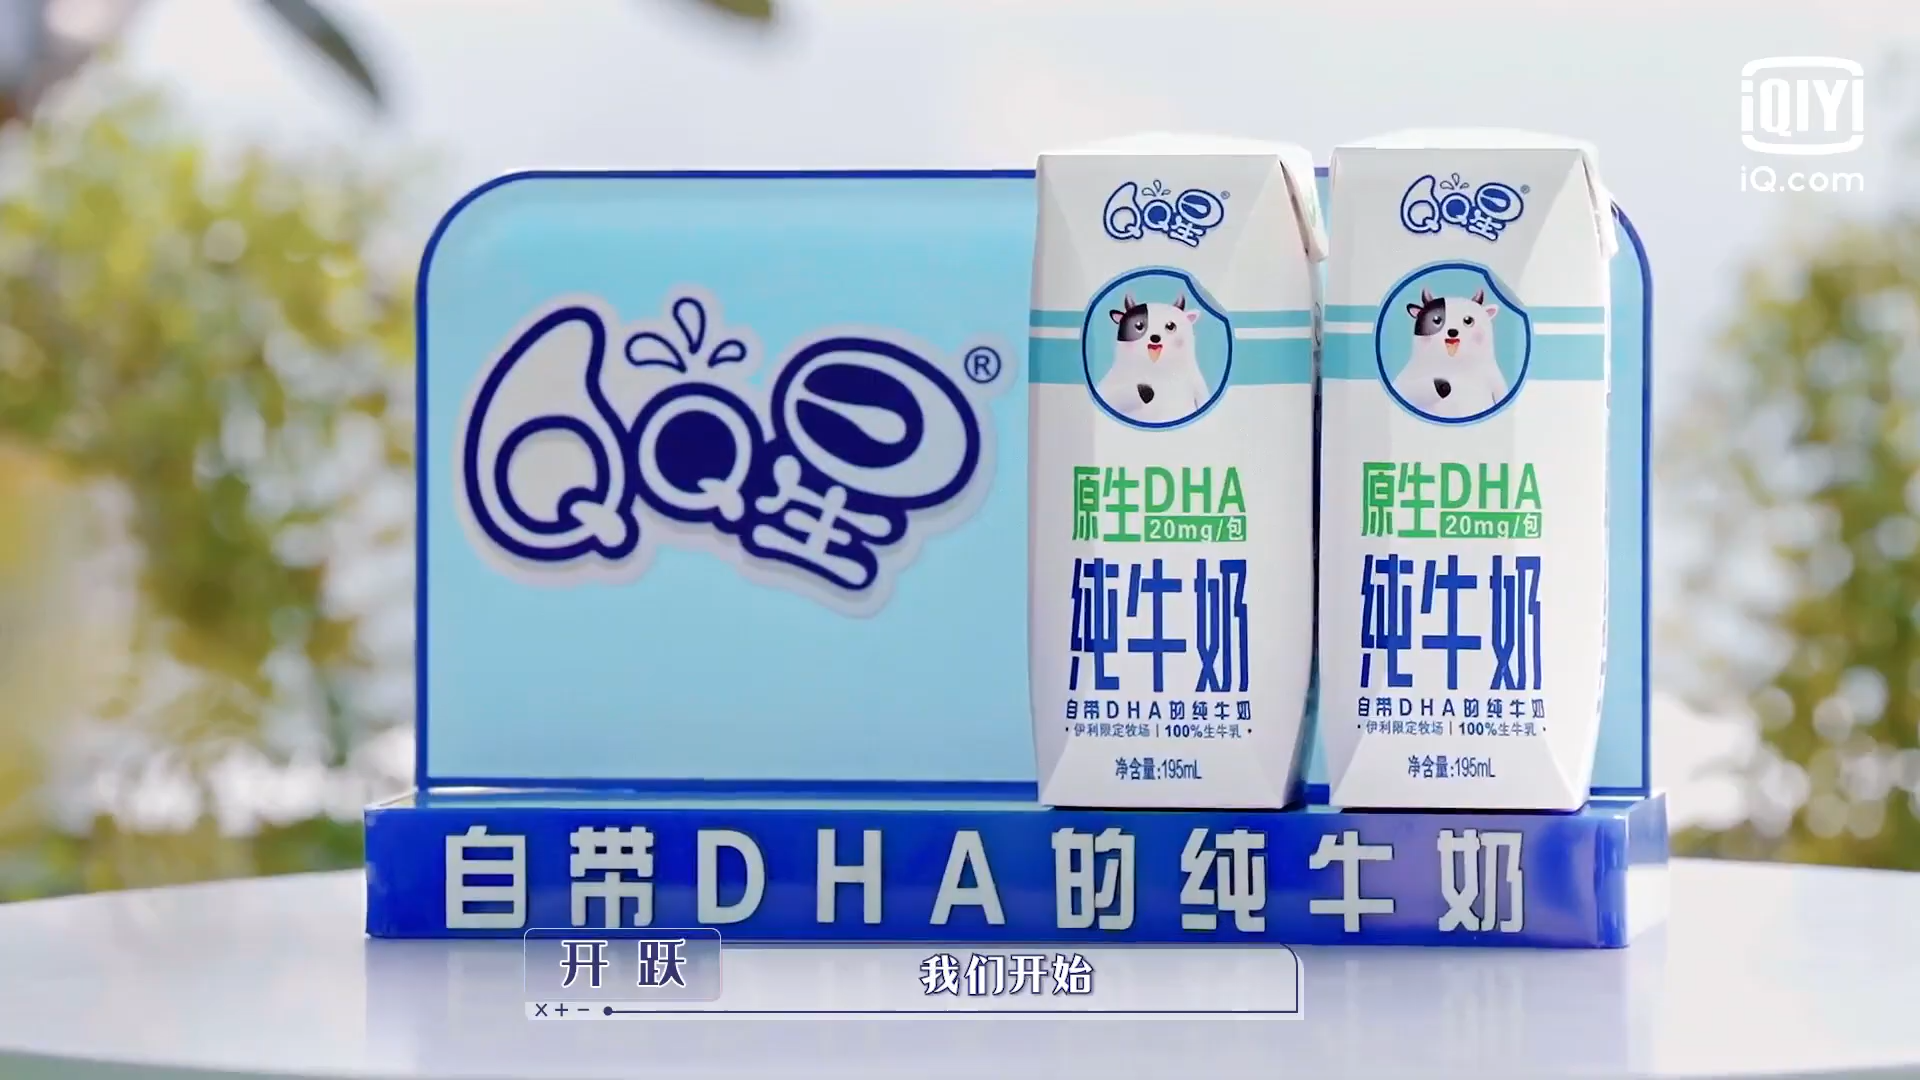 iQIYI
iQ.com
QQ星®
QQ星®
原生DHA
20mg/包
纯牛奶
自带DHA的纯牛奶
·伊利限定牧场|100%生牛乳·
净含量:195mL
QQ星®
原生DHA
20mg/包
纯牛奶
自带DHA的纯牛奶
·伊利限定牧场|100%生牛乳·
净含量:195mL
自带DHA的纯牛奶
开跃
我们开始
x+−